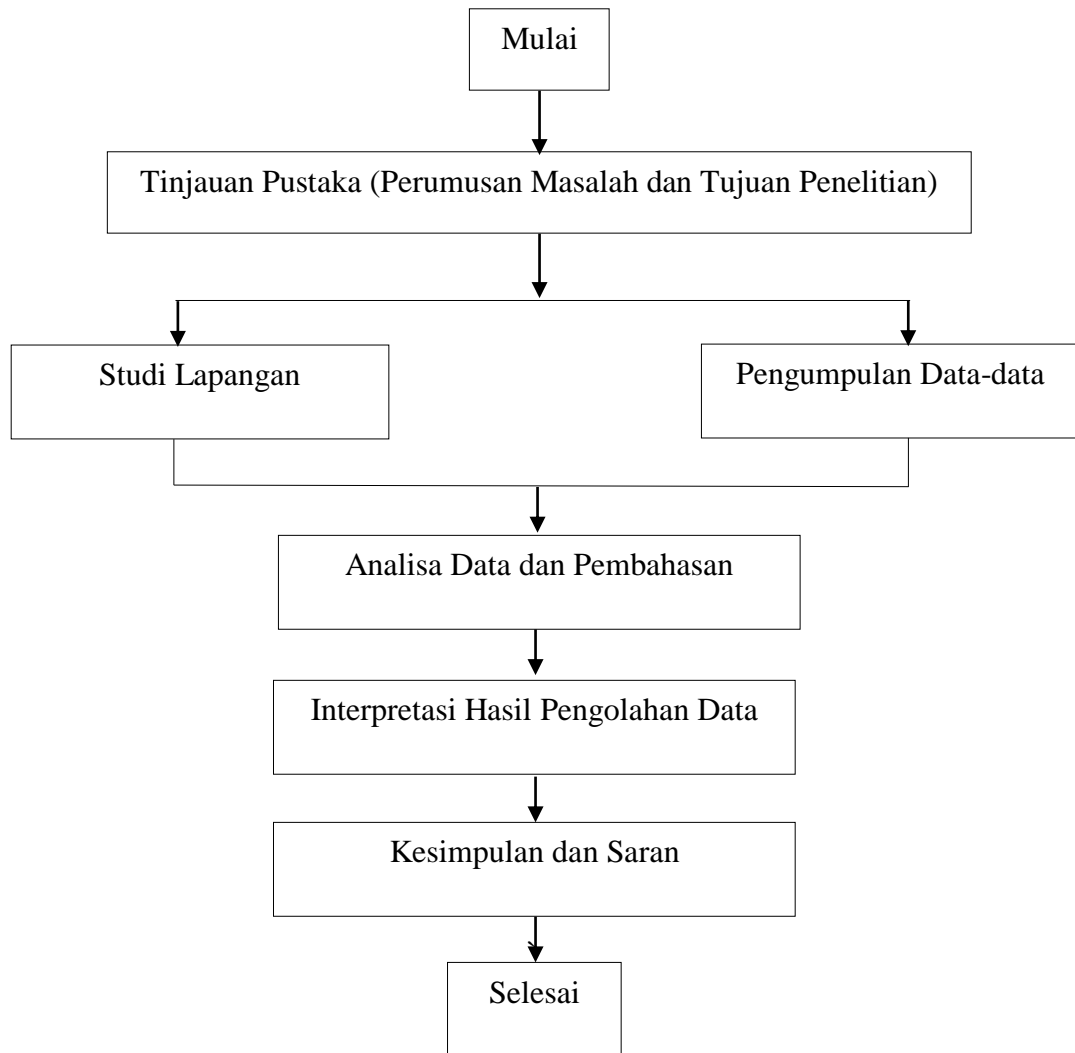 Mulai
Tinjauan Pustaka (Perumusan Masalah dan Tujuan Penelitian)
Studi Lapangan
Pengumpulan Data-data
Analisa Data dan Pembahasan
Interpretasi Hasil Pengolahan Data
Kesimpulan dan Saran
Selesai